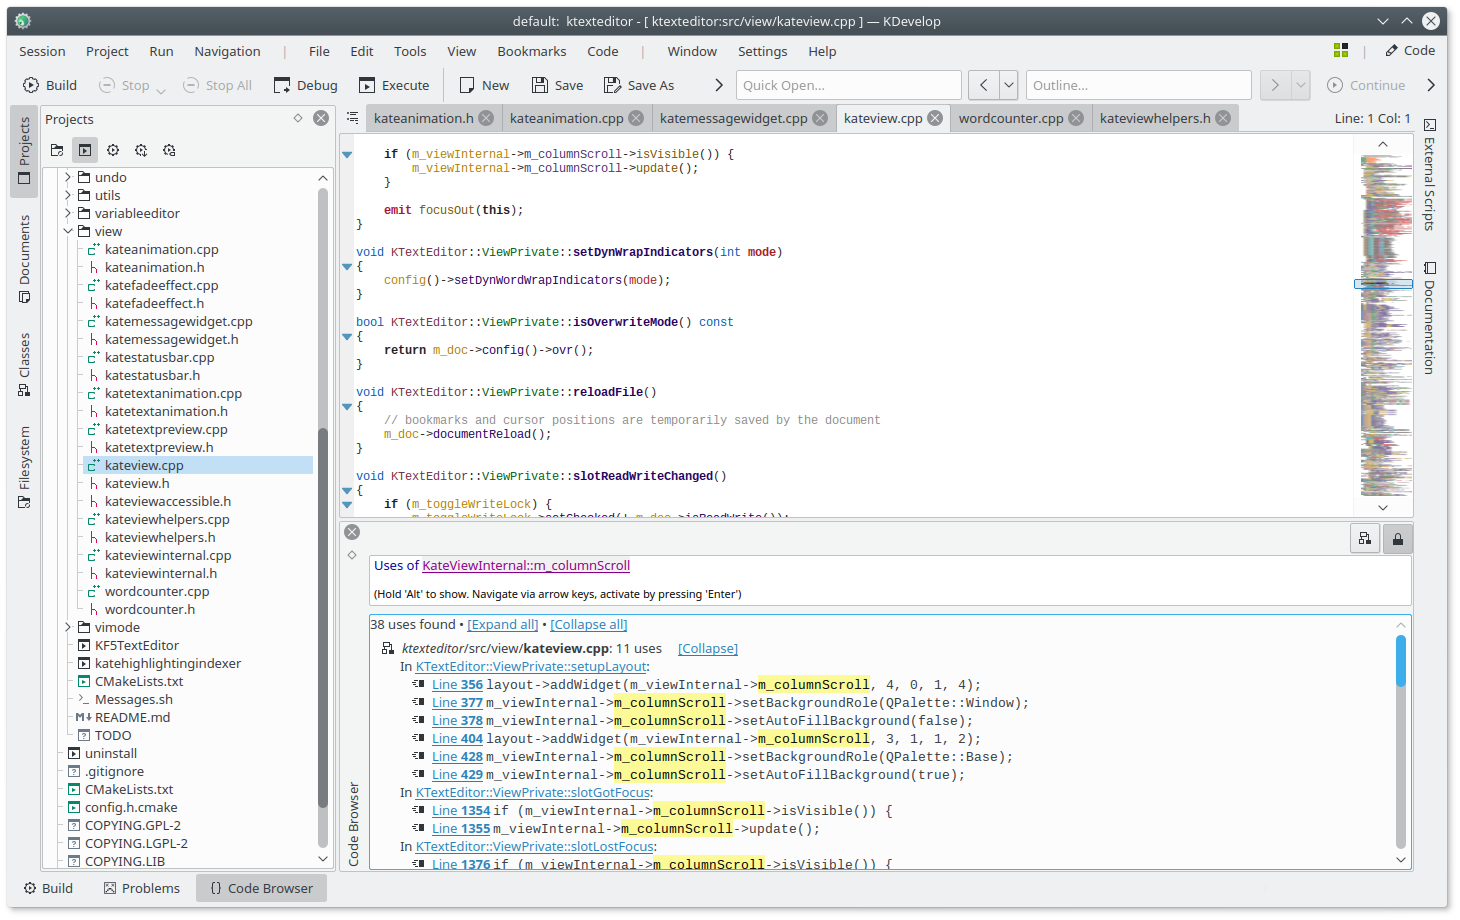 default: ktexteditor - [ ktexteditor:src/view/kateview.cpp ] — KDevelop
Session Project Run Navigation | File Edit Tools View Bookmarks Code | Window Settings Help | Code
Build Stop Stop All Debug Execute New Save Save As Quick Open... Outline... Continue
Projects
kateanimation.h kateanimation.cpp katemessagewidget.cpp kateview.cpp wordcounter.cpp kateviewhelpers.h Line: 1 Col: 1
Projects
Documents
Classes
Filesystem
undo
utils
variableeditor
view
kateanimation.cpp
kateanimation.h
katefadeeffect.cpp
katefadeeffect.h
katemessagewidget.cpp
katemessagewidget.h
katestatusbar.cpp
katestatusbar.h
katetextanimation.cpp
katetextanimation.h
katetextpreview.cpp
katetextpreview.h
kateview.cpp
kateview.h
kateviewaccessible.h
kateviewhelpers.cpp
kateviewhelpers.h
kateviewinternal.cpp
kateviewinternal.h
wordcounter.cpp
wordcounter.h
vimode
KF5TextEditor
katehighlightingindexer
CMakeLists.txt
Messages.sh
README.md
TODO
uninstall
.gitignore
CMakeLists.txt
config.h.cmake
COPYING.GPL-2
COPYING.LGPL-2
COPYING.LIB
if (m_viewInternal->m_columnScroll->isVisible()) {
m_viewInternal->m_columnScroll->update();
}
emit focusOut(this);
}
void KTextEditor::ViewPrivate::setDynWrapIndicators(int mode)
{
config()->setDynWordWrapIndicators(mode);
}
bool KTextEditor::ViewPrivate::isOverwriteMode() const
{
return m_doc->config()->ovr();
}
void KTextEditor::ViewPrivate::reloadFile()
{
// bookmarks and cursor positions are temporarily saved by the document
m_doc->documentReload();
}
void KTextEditor::ViewPrivate::slotReadWriteChanged()
{
if (m_toggleWriteLock) {
m_toggleWriteLock->setChecked(! m_doc->isReadWrite());
External Scripts
Documentation
Code Browser
Uses of KateViewInternal::m_columnScroll
(Hold 'Alt' to show. Navigate via arrow keys, activate by pressing 'Enter')
38 uses found • [Expand all] • [Collapse all]
ktexteditor/src/view/kateview.cpp: 11 uses [Collapse]
In KTextEditor::ViewPrivate::setupLayout:
Line 356 layout->addWidget(m_viewInternal->m_columnScroll, 4, 0, 1, 4);
Line 377 m_viewInternal->m_columnScroll->setBackgroundRole(QPalette::Window);
Line 378 m_viewInternal->m_columnScroll->setAutoFillBackground(false);
Line 404 layout->addWidget(m_viewInternal->m_columnScroll, 3, 1, 1, 2);
Line 428 m_viewInternal->m_columnScroll->setBackgroundRole(QPalette::Base);
Line 429 m_viewInternal->m_columnScroll->setAutoFillBackground(true);
In KTextEditor::ViewPrivate::slotGotFocus:
Line 1354 if (m_viewInternal->m_columnScroll->isVisible()) {
Line 1355 m_viewInternal->m_columnScroll->update();
In KTextEditor::ViewPrivate::slotLostFocus:
Line 1376 if (m_viewInternal->m_columnScroll->isVisible()) {
Build Problems {} Code Browser